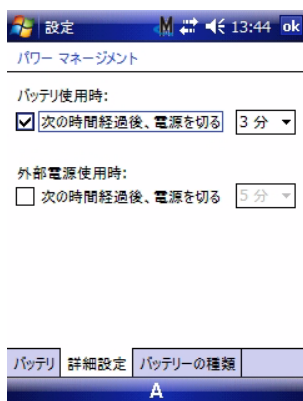 設定 13:44 ok
パワー マネージメント
バッテリ使用時:
次の時間経過後、電源を切る 3 分
外部電源使用時:
次の時間経過後、電源を切る 5 分
バッテリ 詳細設定 バッテリーの種類
A